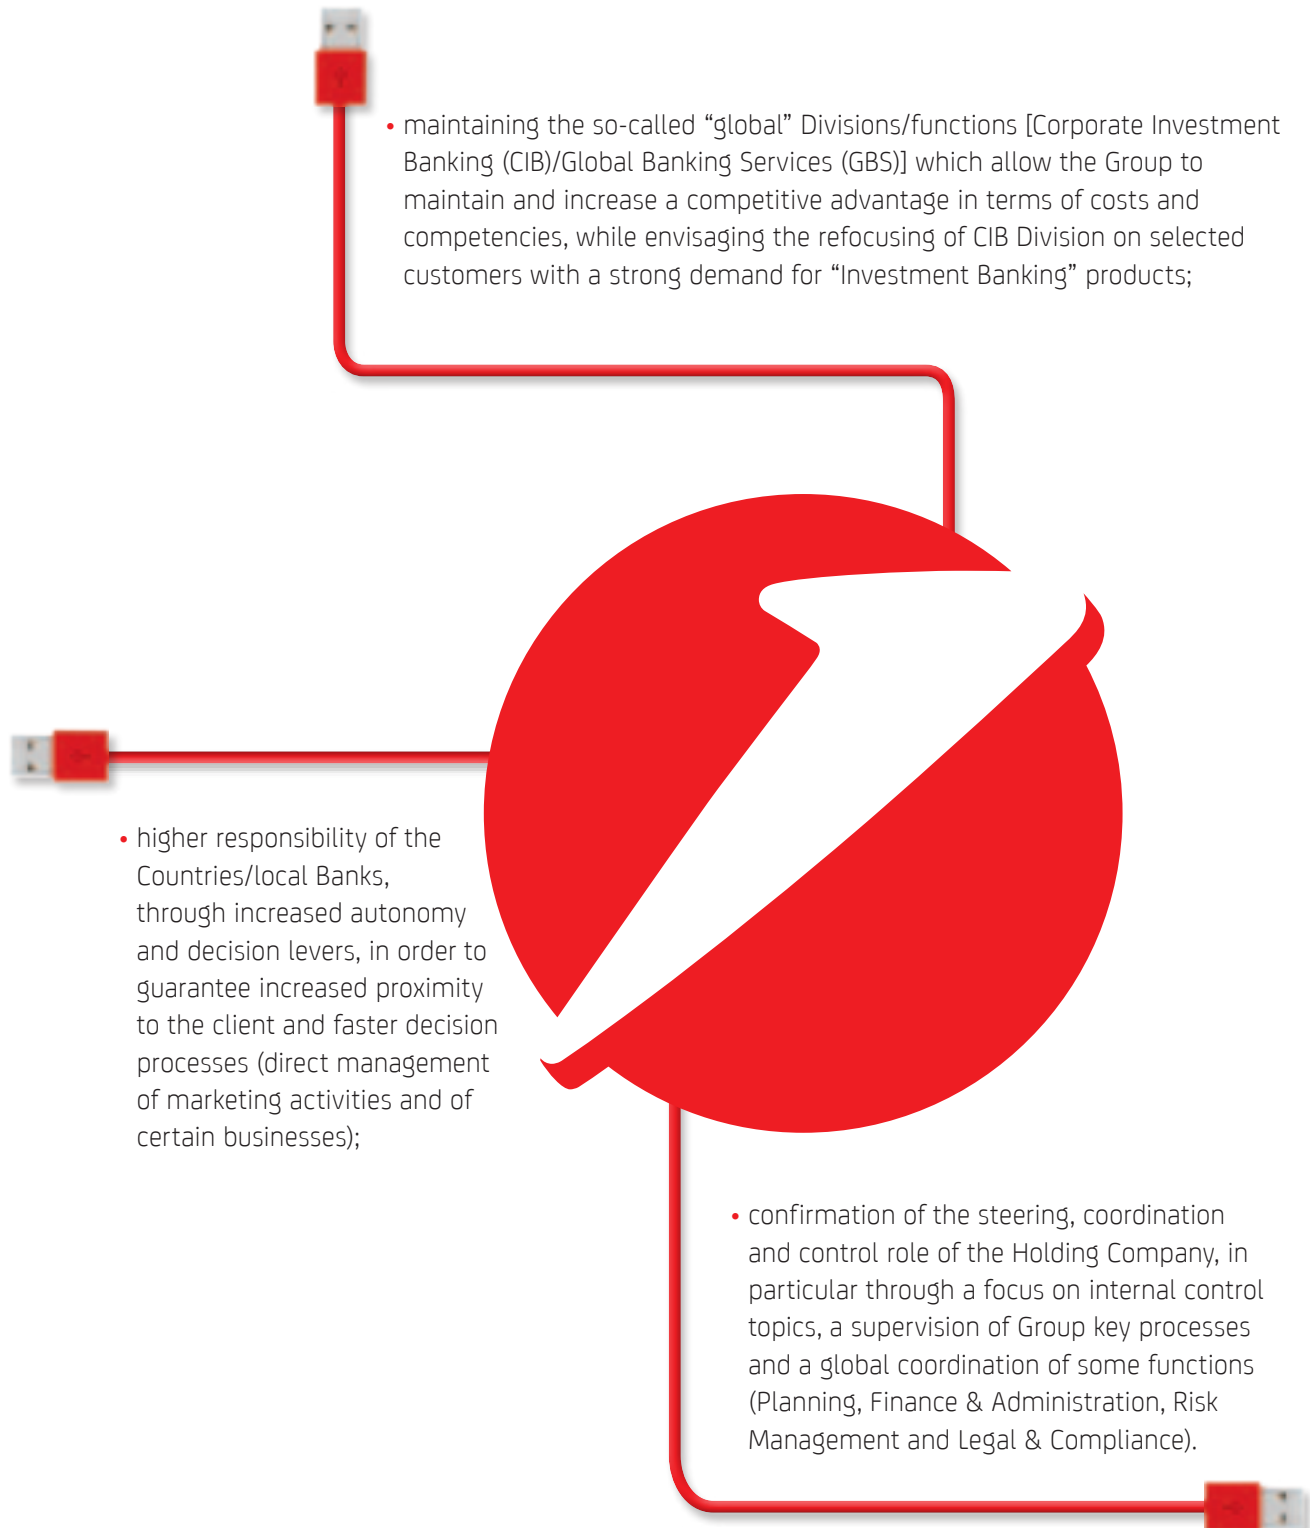 • maintaining the so-called “global” Divisions/functions [Corporate Investment
Banking (CIB)/Global Banking Services (GBS)] which allow the Group to
maintain and increase a competitive advantage in terms of costs and
competencies, while envisaging the refocusing of CIB Division on selected
customers with a strong demand for “Investment Banking” products;
• higher responsibility of the
Countries/local Banks,
through increased autonomy
and decision levers, in order to
guarantee increased proximity
to the client and faster decision
processes (direct management
of marketing activities and of
certain businesses);
• confirmation of the steering, coordination
and control role of the Holding Company, in
particular through a focus on internal control
topics, a supervision of Group key processes
and a global coordination of some functions
(Planning, Finance & Administration, Risk
Management and Legal & Compliance).